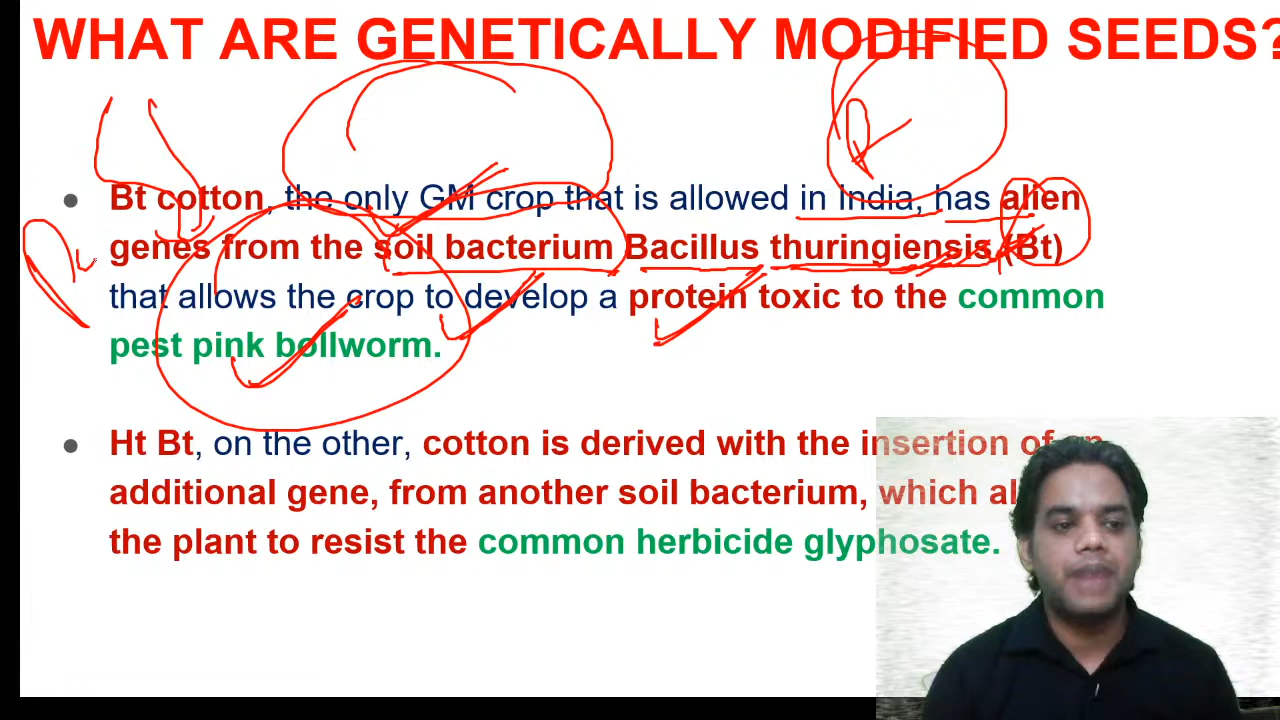 WHAT ARE GENETICALLY MODIFIED SEEDS?
Bt cotton, the only GM crop that is allowed in India, has alien
genes from the soil bacterium Bacillus thuringiensis (Bt)
that allows the crop to develop a protein toxic to the common
pest pink bollworm.
Ht Bt, on the other, cotton is derived with the insertion of an
additional gene, from another soil bacterium, which
the plant to resist the common herbicide glyphosate.